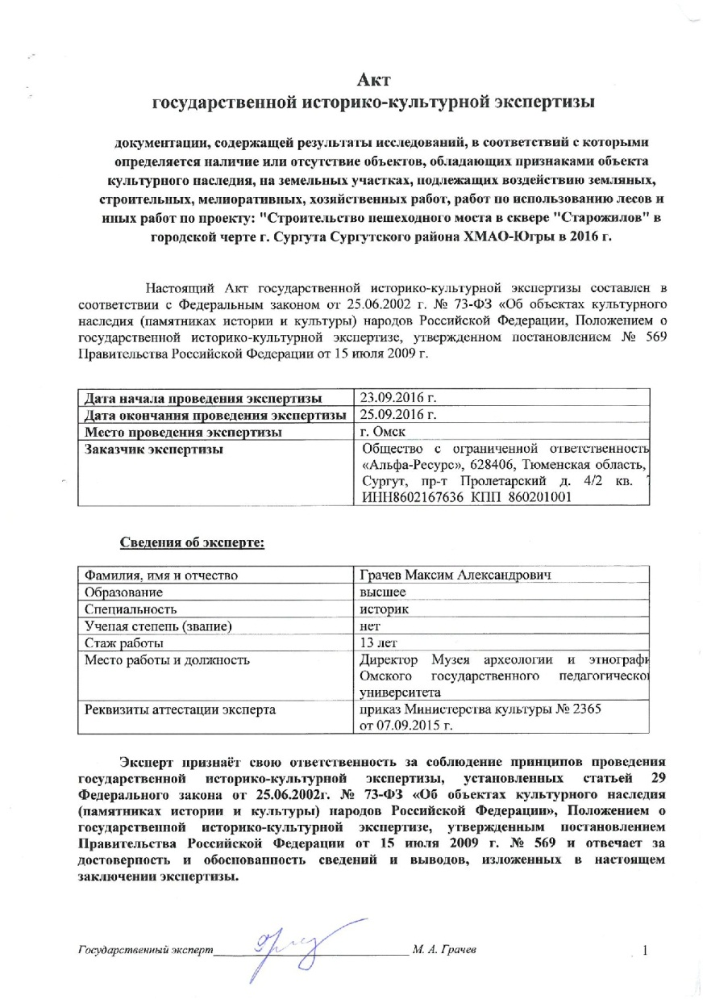 Акт
государственной историко-культурной экспертизы
документации, содержащей результаты исследований, в соответствий с которыми
определяется наличие или отсутствие объектов, обладающих признаками объекта
культурного наследия, на земельных участках, подлежащих воздействию земляных,
строительных, мелиоративных, хозяйственных работ, работ по использованию лесов и
иных работ по проекту: "Строительство пешеходного моста в сквере "Старожилов" в
городской черте г. Сургута Сургутского района ХМАО-Югры в 2016 г.
Настоящий Акт государственной историко-культурной экспертизы составлен в
соответствии с Федеральным законом от 25.06.2002 г. № 73-ФЗ «Об объектах культурного
наследия (памятниках истории и культуры) народов Российской Федерации, Положением о
государственной историко-культурной экспертизе, утвержденном постановлением № 569
Правительства Российской Федерации от 15 июля 2009 г.
Дата начала проведения экспертизы 23.09.2016 г.
Дата окончания проведения экспертизы 25.09.2016 г.
Место проведения экспертизы г. Омск
Заказчик экспертизы Общество с ограниченной ответственность
«Альфа-Ресурс», 628406, Тюменская область,
Сургут, пр-т Пролетарский д. 4/2 кв.
ИНН8602167636 КПП 860201001
Сведения об эксперте:
Фамилия, имя и отчество Грачев Максим Александрович
Образование высшее
Специальность историк
Ученая степень (звание) нет
Стаж работы 13 лет
Место работы и должность Директор Музея археологии и этнографи
Омского государственного педагогическо
университета
Реквизиты аттестации эксперта приказ Министерства культуры № 2365
от 07.09.2015 г.
Эксперт признаёт свою ответственность за соблюдение принципов проведения
государственной историко-культурной экспертизы, установленных статьей 29
Федерального закона от 25.06.2002г. № 73-ФЗ «Об объектах культурного наследия
(памятниках истории и культуры) народов Российской Федерации», Положением о
государственной историко-культурной экспертизе, утвержденным постановлением
Правительства Российской Федерации от 15 июля 2009 г. № 569 и отвечает за
достоверность и обоснованность сведений и выводов, изложенных в настоящем
заключении экспертизы.
Государственный эксперт М. А. Грачев 1